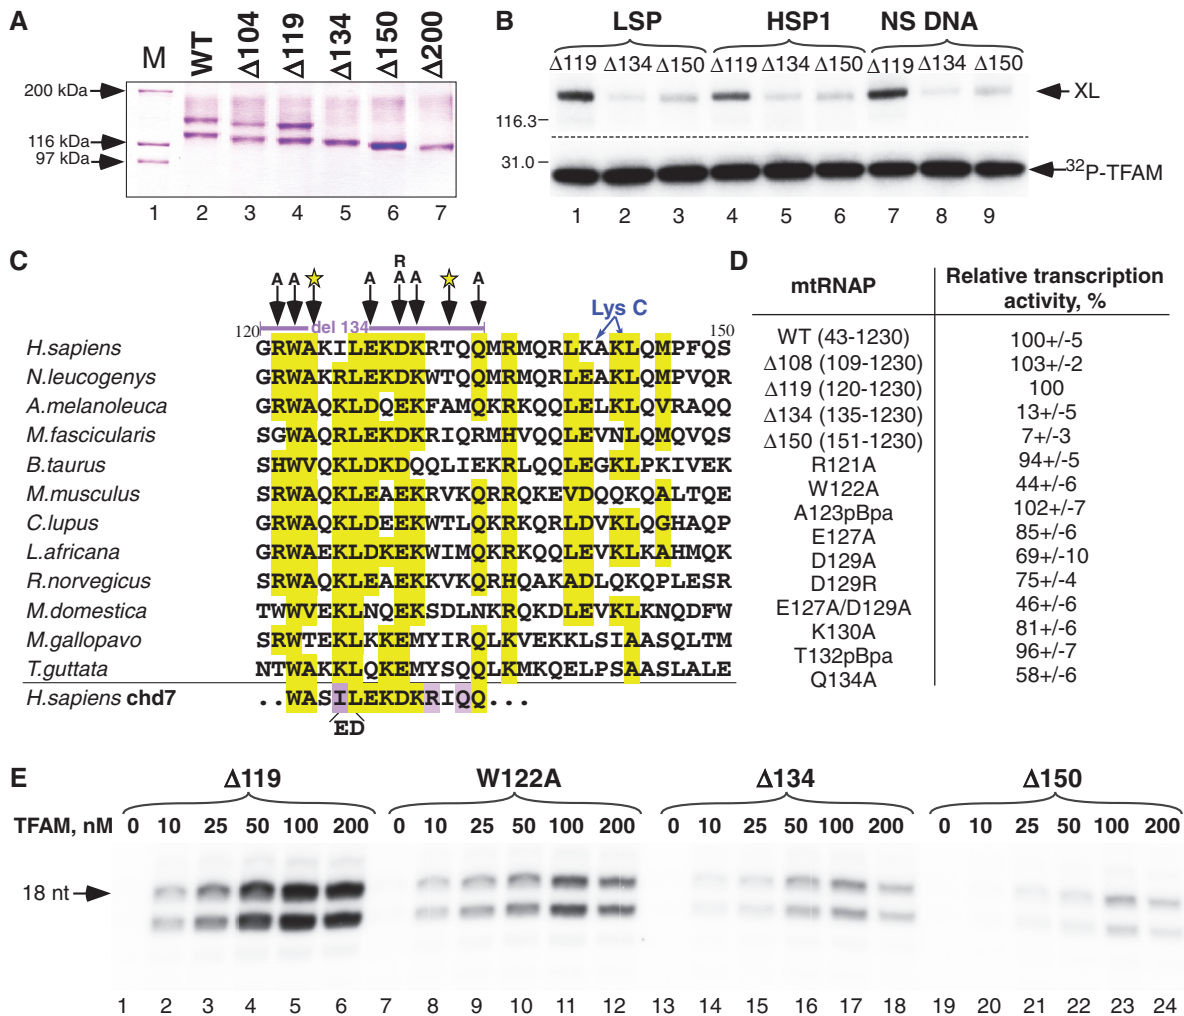 A
M WT Δ104 Δ119 Δ134 Δ150 Δ200
200 kDa
116 kDa
97 kDa
1 2 3 4 5 6 7
B
LSP HSP1 NS DNA
Δ119 Δ134 Δ150 Δ119 Δ134 Δ150 Δ119 Δ134 Δ150
XL
116.3
31.0
32P-TFAM
1 2 3 4 5 6 7 8 9
C
R
A A A A A A
Lys C
120 del 134 150
H.sapiens GRWAKILEKDKRTQQMRMQRLKAKLQMPFQS
N.leucogenys GRWAKRLEKDKWTQQMRMQRLEAKLQMPVQR
A.melanoleuca GRWAQKLDQEKFAMQKRKQQLELKLQVRAQQ
M.fascicularis SGWAQRLEKDKRIQRMHVQQLEVNLQMQVQS
B.taurus SHWVQKLDKDQQLIEKRLQQLEGKLPKIVEK
M.musculus SRWAQKLEAEKRVKQRRQKEVDQQKQALTQE
C.lupus GRWAQKLDEEKWTLQKRKQRLDVKLQGHAQP
L.africana GRWAEKLDKEKWIMQKRKQQLEVKLKAHMQK
R.norvegicus SRWAQKLEAEKKVKQRHQAKADLQKQPLESR
M.domestica TWWVEKLNQEKSDLNKRQKDLEVKLKNQDFW
M.gallopavo SRWTEKLKKEMYIRQLKVEKKLSIAASQLTM
T.guttata NTWAKKLQKEMYSQQLKMKQELPSAASLALE
H.sapiens chd7 ..WASILEKDKRIQQ...
ED
D
mtRNAP Relative transcription activity, %
WT (43-1230) 100+/-5
Δ108 (109-1230) 103+/-2
Δ119 (120-1230) 100
Δ134 (135-1230) 13+/-5
Δ150 (151-1230) 7+/-3
R121A 94+/-5
W122A 44+/-6
A123pBpa 102+/-7
E127A 85+/-6
D129A 69+/-10
D129R 75+/-4
E127A/D129A 46+/-6
K130A 81+/-6
T132pBpa 96+/-7
Q134A 58+/-6
E
Δ119 W122A Δ134 Δ150
TFAM, nM 0 10 25 50 100 200 0 10 25 50 100 200 0 10 25 50 100 200 0 10 25 50 100 200
18 nt
1 2 3 4 5 6 7 8 9 10 11 12 13 14 15 16 17 18 19 20 21 22 23 24